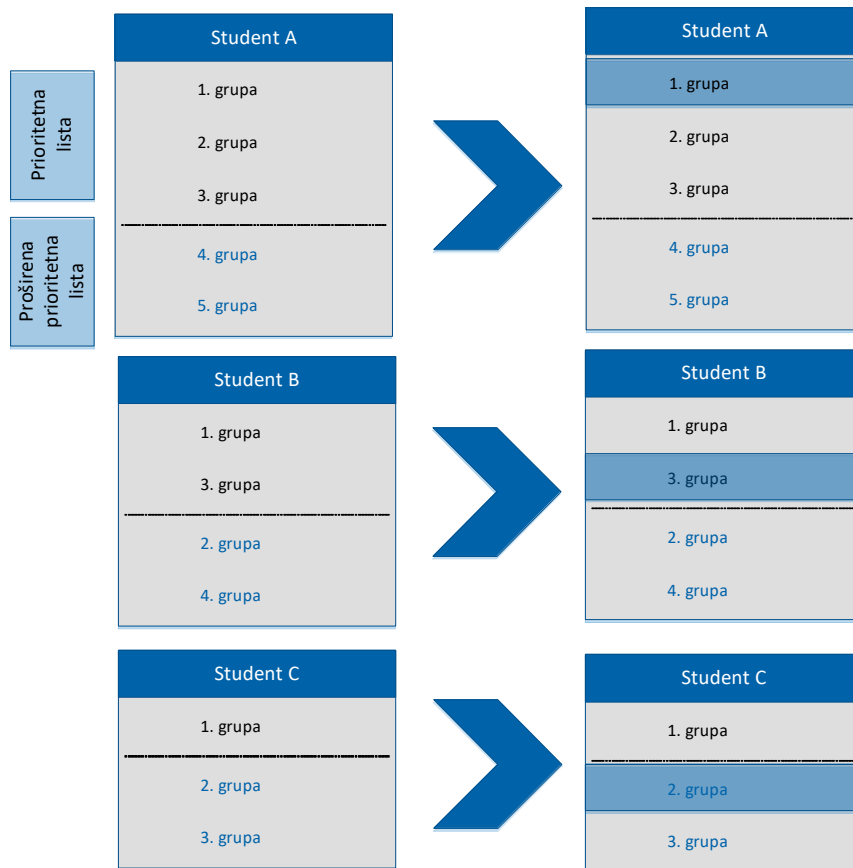 Prioritetna
lista
Proširena
prioritetna
lista
Student A
1. grupa
2. grupa
3. grupa
4. grupa
5. grupa
Student A
1. grupa
2. grupa
3. grupa
4. grupa
5. grupa
Student B
1. grupa
3. grupa
2. grupa
4. grupa
Student B
1. grupa
3. grupa
2. grupa
4. grupa
Student C
1. grupa
2. grupa
3. grupa
Student C
1. grupa
2. grupa
3. grupa